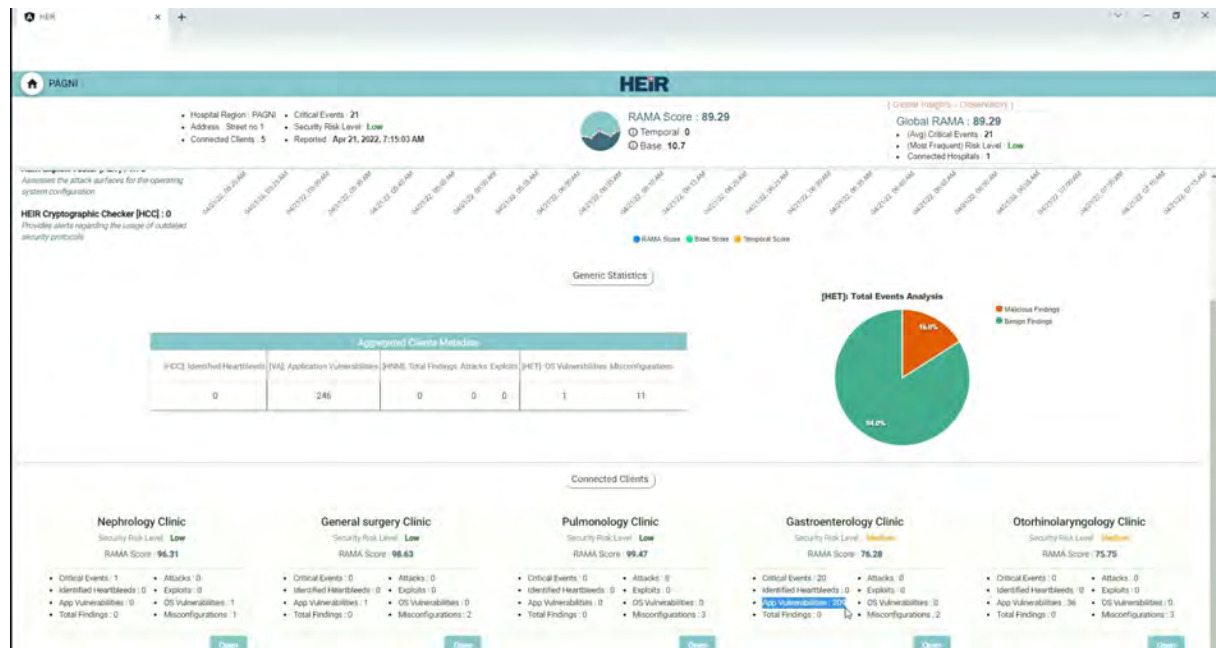 HEIR
PAGNI
HEiR
• Hospital Region : PAGNI
• Address : Street no 1
• Connected Clients : 5
• Critical Events : 21
• Security Risk Level : Low
• Reported : Apr 21, 2022, 7:15:03 AM
RAMA Score : 89.29
Temporal 0
Base 10.7
[ Global Insights - Observatory ]
Global RAMA : 89.29
• (Avg) Critical Events : 21
• (Most Frequent) Risk Level : Low
• Connected Hospitals : 1
Assesses the attack surfaces for the operating
system configuration
HEIR Cryptographic Checker [HCC] : 0
Provides alerts regarding the usage of outdated
security protocols
RAMA Score Base Score Temporal Score
Generic Statistics
[HET]: Total Events Analysis
Malicious Findings
Benign Findings
16.0%
84.0%
Aggregated Clients Metadata
[HCC]: Identified Heartbleeds [VA]: Application Vulnerabilities [HNM]: Total Findings Attacks Exploits [HET]: OS Vulnerabilities Misconfigurations
0 246 0 0 0 1 11
Connected Clients
Nephrology Clinic
Security Risk Level : Low
RAMA Score : 96.31
• Critical Events : 1 • Attacks : 0
• Identified Heartbleeds : 0 • Exploits : 0
• App Vulnerabilities : 0 • OS Vulnerabilities : 1
• Total Findings : 0 • Misconfigurations : 1
Open
General surgery Clinic
Security Risk Level : Low
RAMA Score : 98.63
• Critical Events : 0 • Attacks : 0
• Identified Heartbleeds : 0 • Exploits : 0
• App Vulnerabilities : 1 • OS Vulnerabilities : 0
• Total Findings : 0 • Misconfigurations : 2
Open
Pulmonology Clinic
Security Risk Level : Low
RAMA Score : 99.47
• Critical Events : 0 • Attacks : 0
• Identified Heartbleeds : 0 • Exploits : 0
• App Vulnerabilities : 0 • OS Vulnerabilities : 0
• Total Findings : 0 • Misconfigurations : 3
Open
Gastroenterology Clinic
Security Risk Level : Medium
RAMA Score : 76.28
• Critical Events : 20 • Attacks : 0
• Identified Heartbleeds : 0 • Exploits : 0
• App Vulnerabilities : 209 • OS Vulnerabilities : 0
• Total Findings : 0 • Misconfigurations : 2
Open
Otorhinolaryngology Clinic
Security Risk Level : Medium
RAMA Score : 75.75
• Critical Events : 0 • Attacks : 0
• Identified Heartbleeds : 0 • Exploits : 0
• App Vulnerabilities : 36 • OS Vulnerabilities : 0
• Total Findings : 0 • Misconfigurations : 3
Open